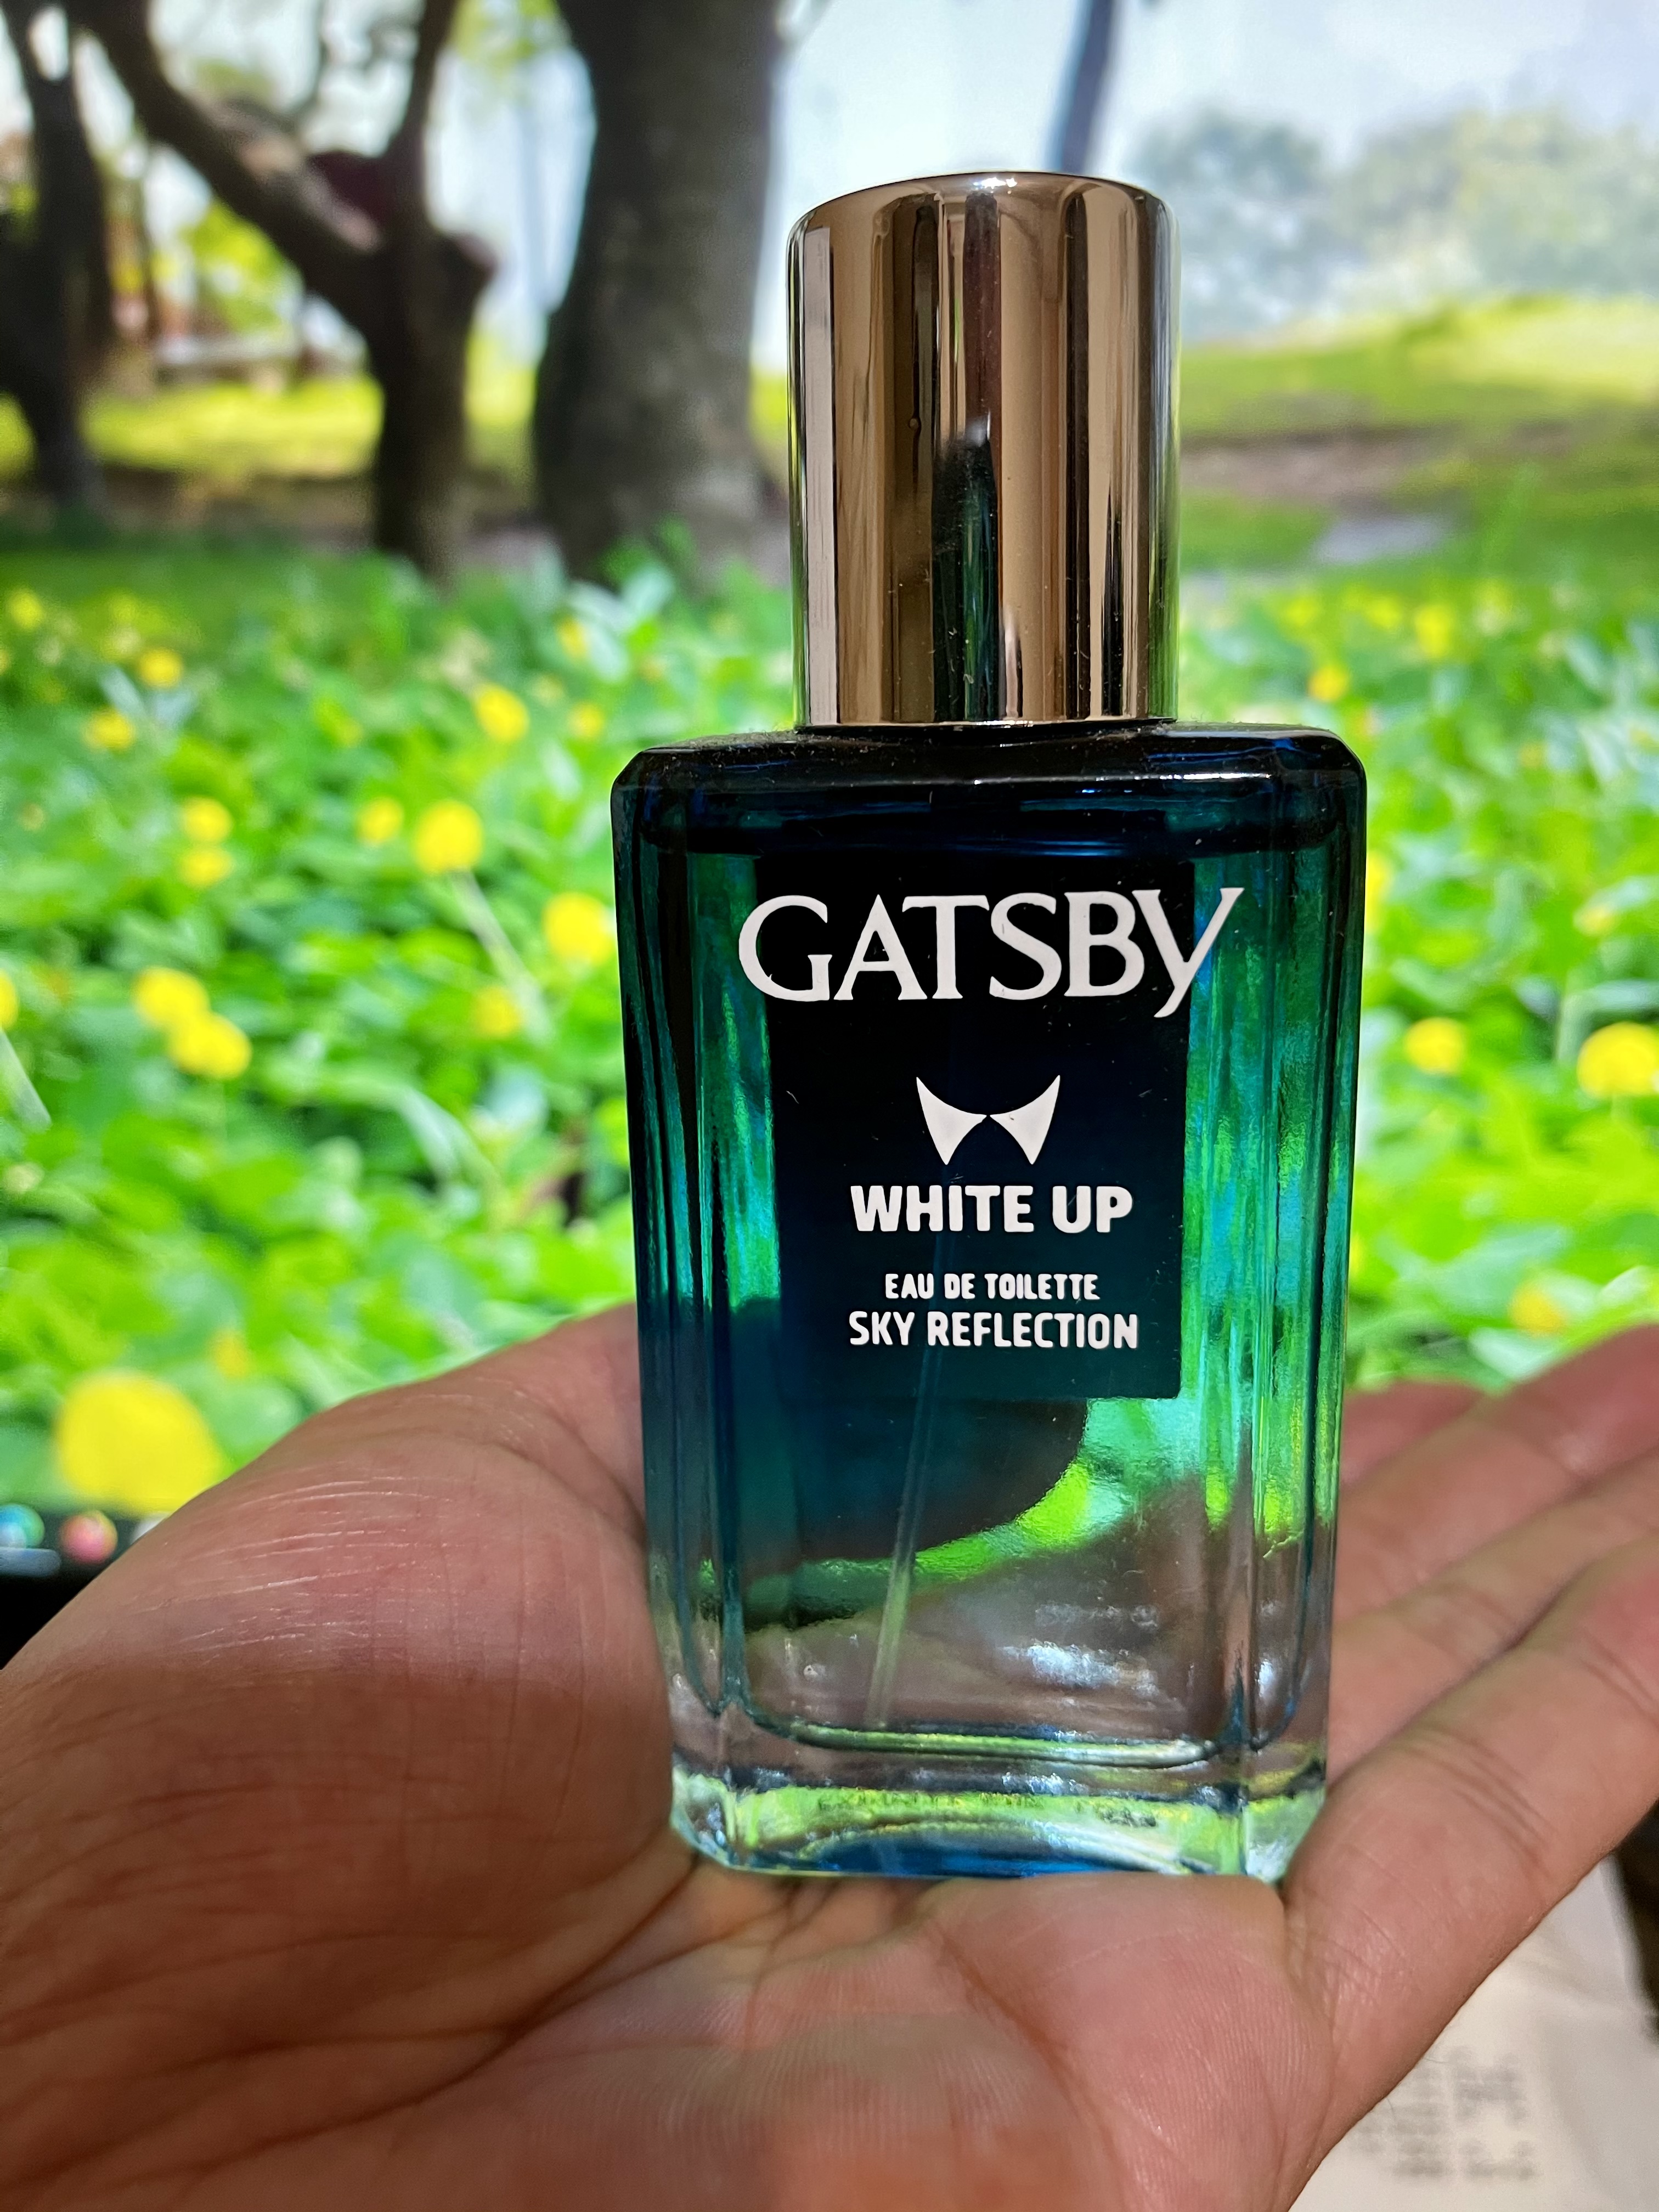 GATSBY
WHITE UP
EAU DE TOILETTE
SKY REFLECTION